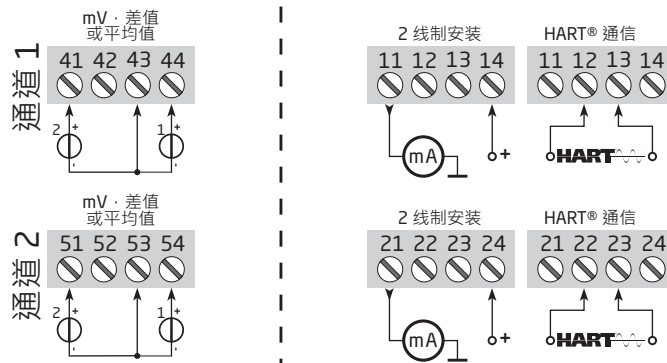 通道 1
mV · 差值
或平均值
41 42 43 44
2 + -
1 + -
2 线制安装
11 12 13 14
mA
+
HART® 通信
11 12 13 14
HART
通道 2
mV · 差值
或平均值
51 52 53 54
2 + -
1 + -
2 线制安装
21 22 23 24
mA
+
HART® 通信
21 22 23 24
HART